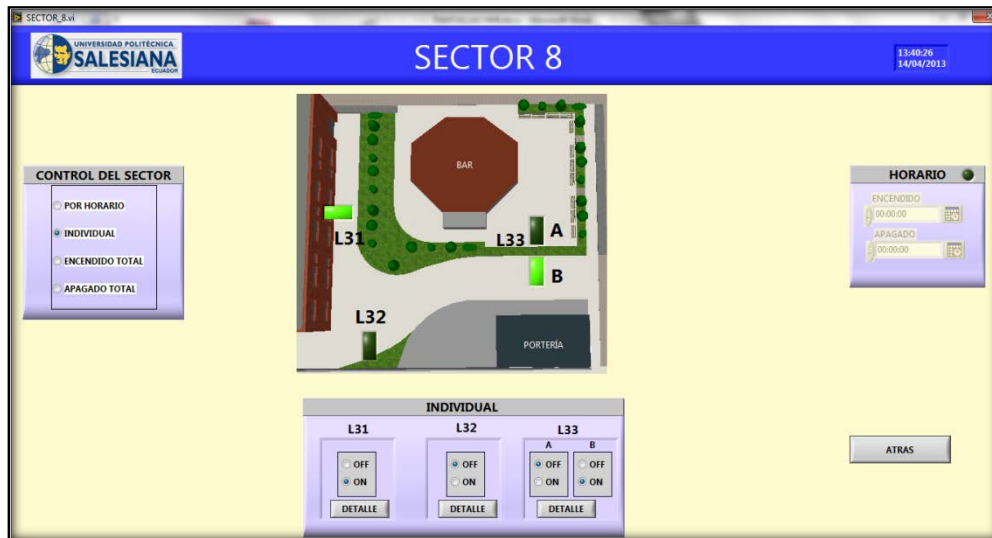 SECTOR_8.vi
UNIVERSIDAD POLITÉCNICA
SALESIANA
ECUADOR
SECTOR 8
13:40:26
14/04/2013
CONTROL DEL SECTOR
POR HORARIO
INDIVIDUAL
ENCENDIDO TOTAL
APAGADO TOTAL
BAR
L31
L33
A
B
L32
PORTERÍA
HORARIO
ENCENDIDO
00:00:00
APAGADO
00:00:00
INDIVIDUAL
L31 L32 L33
A B
OFF OFF OFF OFF
ON ON ON ON
DETALLE DETALLE DETALLE
ATRAS